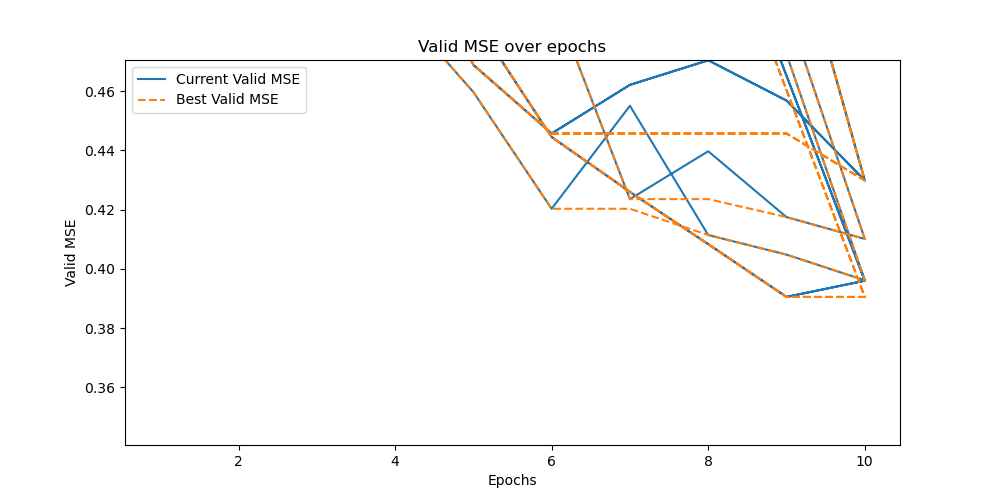 Valid MSE over epochs
Current Valid MSE
Best Valid MSE
Valid MSE
0.46
0.44
0.42
0.40
0.38
0.36
2
4
6
8
10
Epochs